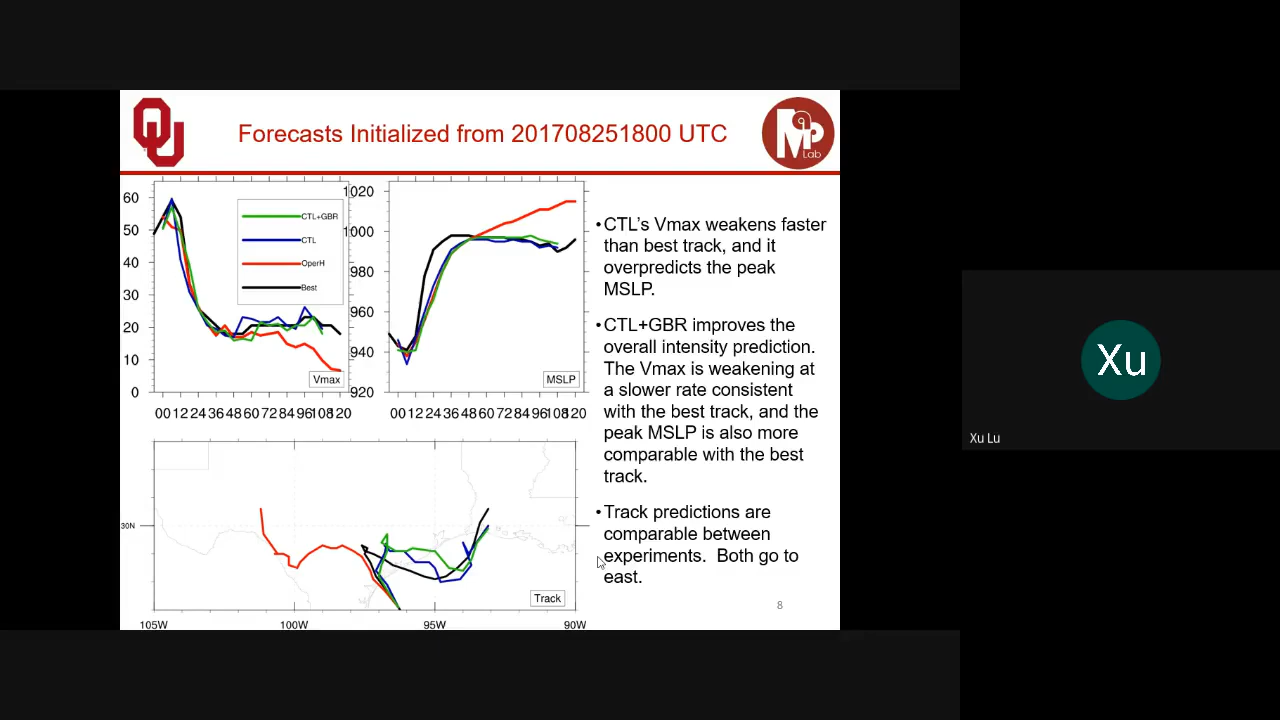 OU
Forecasts Initialized from 201708251800 UTC
MAP
Lab
60
50
40
30
20
10
0
CTL+GBR
CTL
OperH
Best
Vmax
00 12 24 36 48 60 72 84 96 108 120
1020
1000
980
960
940
920
MSLP
00 12 24 36 48 60 72 84 96 108 120
•CTL's Vmax weakens faster
than best track, and it
overpredicts the peak
MSLP.
•CTL+GBR improves the
overall intensity prediction.
The Vmax is weakening at
a slower rate consistent
with the best track, and the
peak MSLP is also more
comparable with the best
track.
•Track predictions are
comparable between
experiments.  Both go to
east.
30N
Track
105W 100W 95W 90W
8
Xu
Xu Lu